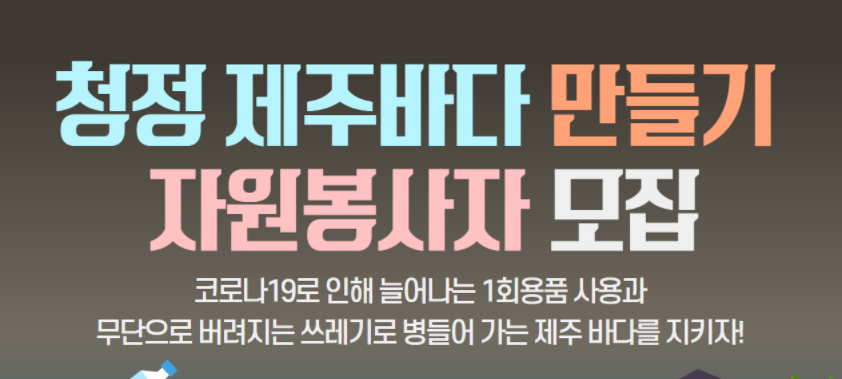 청정 제주바다 만들기
자원봉사자 모집
코로나19로 인해 늘어나는 1회용품 사용과
무단으로 버려지는 쓰레기로 병들어 가는 제주 바다를 지키자!